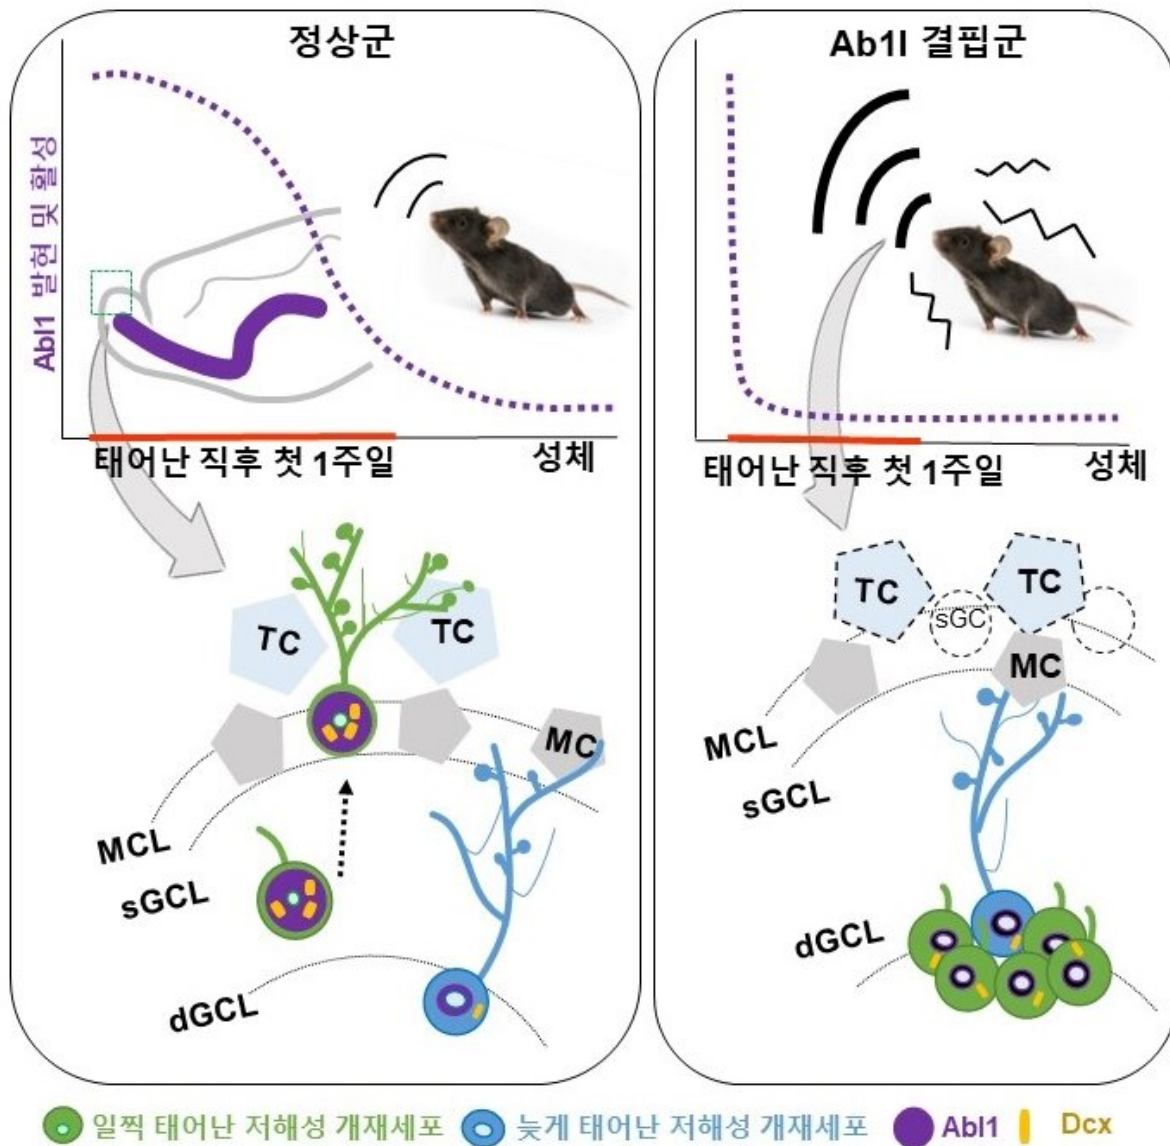 정상군
Abl1 발현 및 활성
태어난 직후 첫 1주일
성체
TC
TC
MC
MCL
sGCL
dGCL
Ab1l 결핍군
태어난 직후 첫 1주일
성체
TC
TC
sGC
MC
MCL
sGCL
dGCL
일찍 태어난 저해성 개재세포
늦게 태어난 저해성 개재세포
Abl1
Dcx